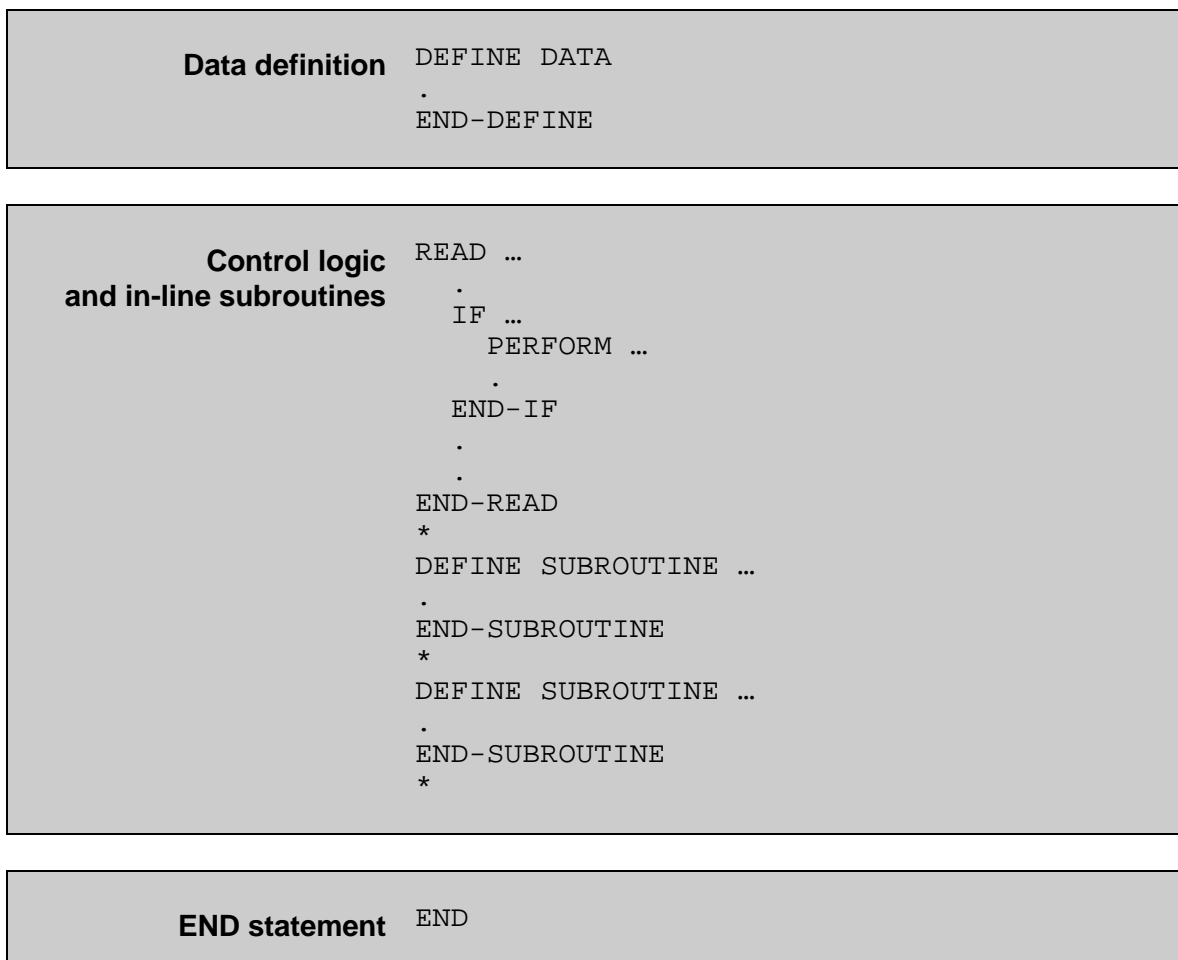 Data definition DEFINE DATA
.
END-DEFINE
Control logic READ …
and in-line subroutines .
IF …
PERFORM …
.
END-IF
.
.
END-READ
*
DEFINE SUBROUTINE …
.
END-SUBROUTINE
*
DEFINE SUBROUTINE …
.
END-SUBROUTINE
*
END statement END